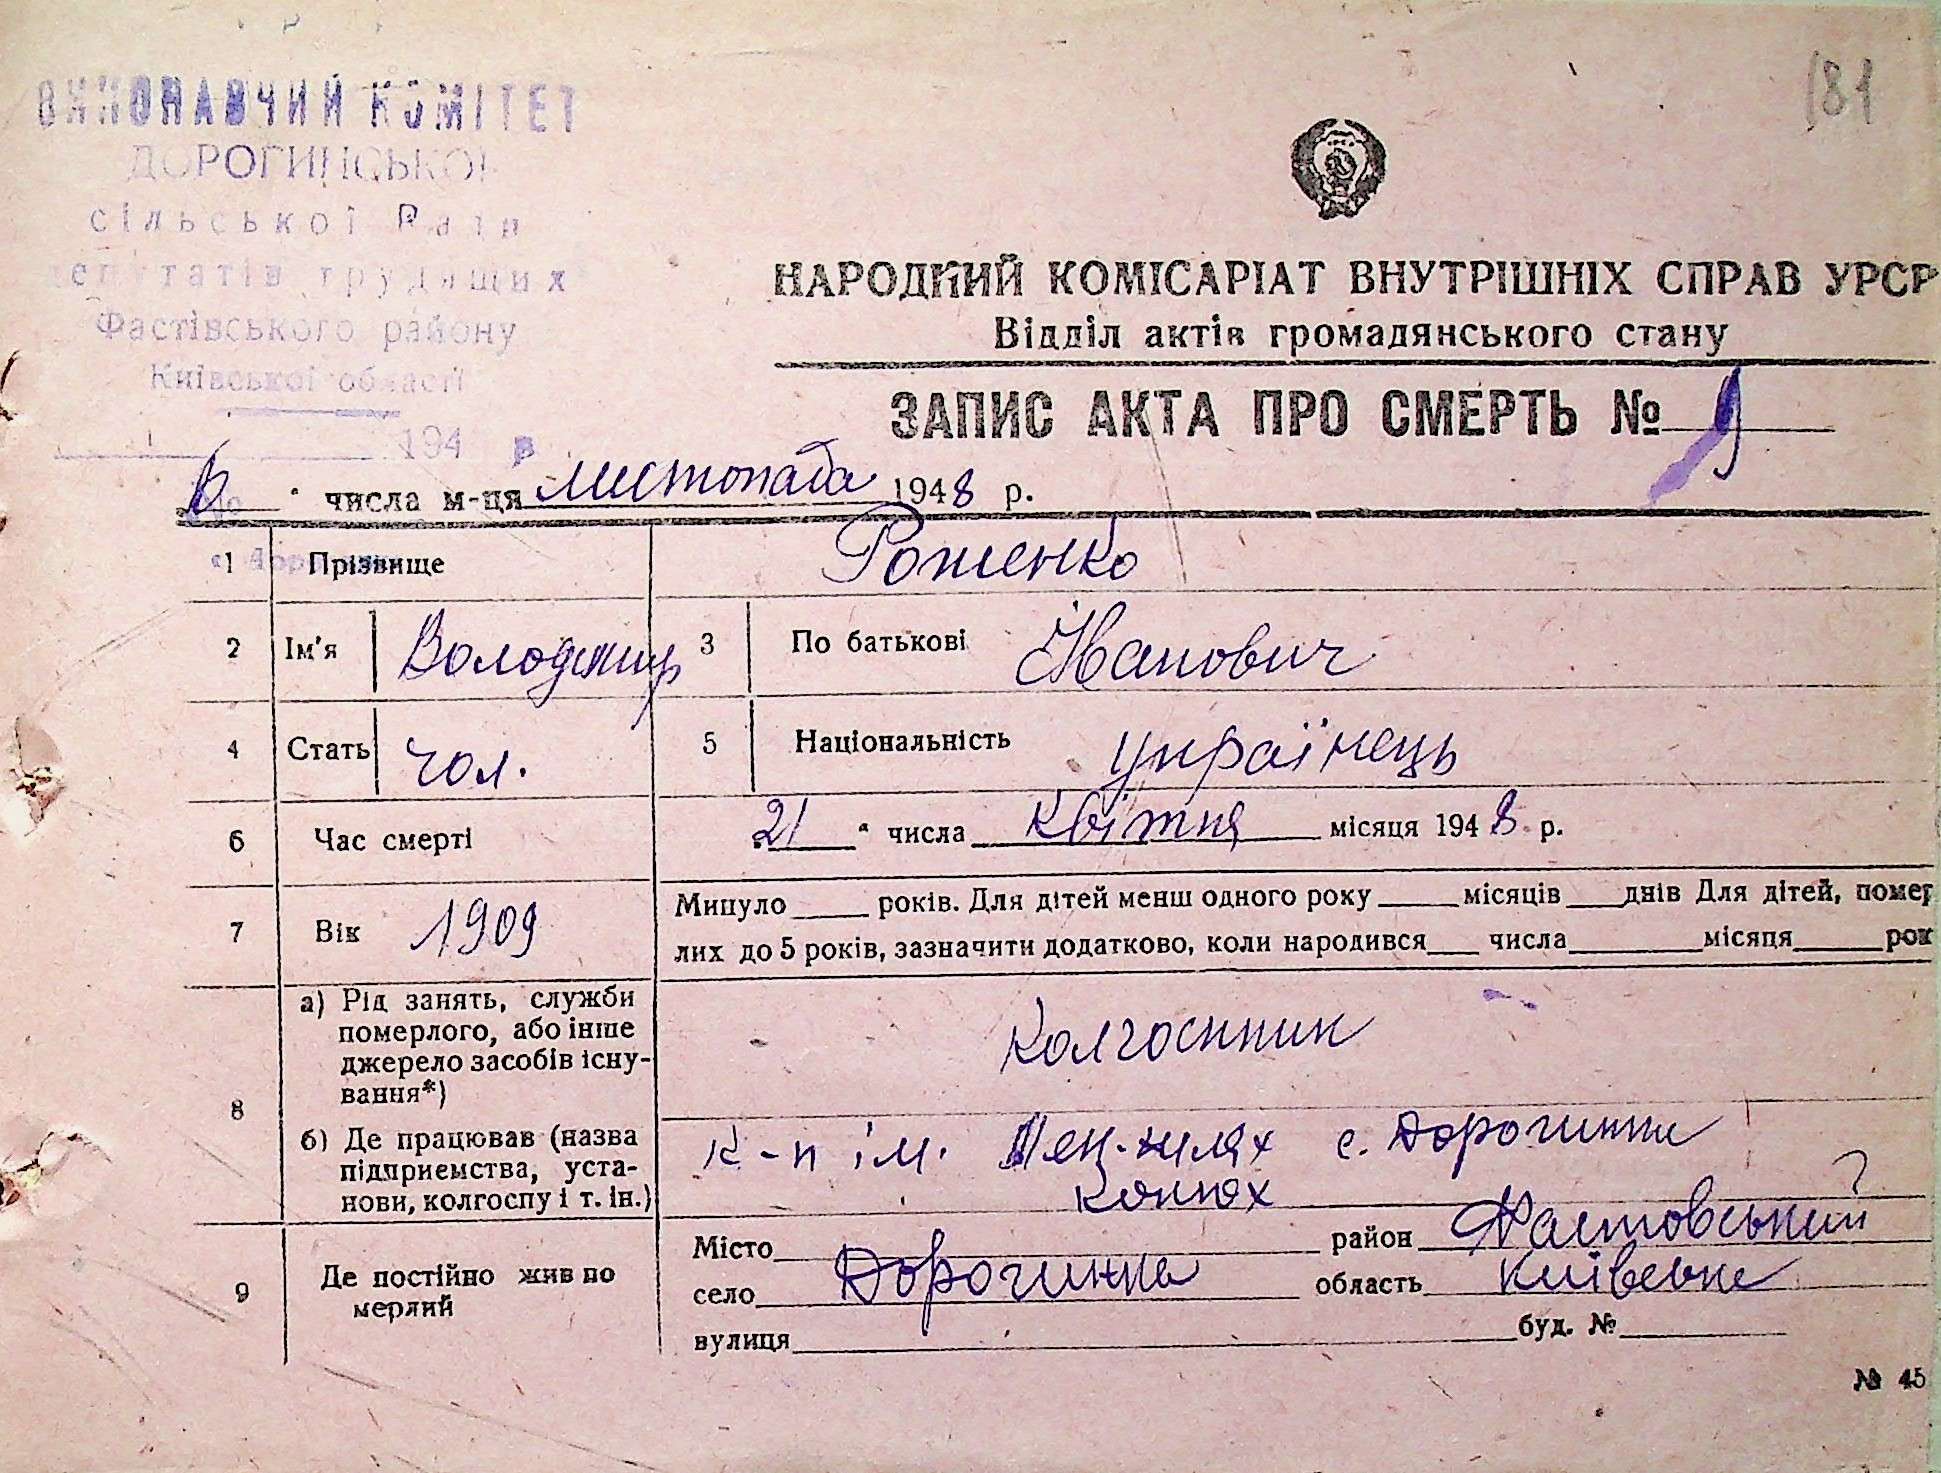 181
ВИКОНАВЧИЙ КОМІТЕТ
ДОРОГИНСЬКОЇ
сільської Ради
депутатів трудящих
Фастівського району
Київської області
194 р
НАРОДНИЙ КОМІСАРІАТ ВНУТРІШНІХ СПРАВ УРСР
Відділ актів громадянського стану
ЗАПИС АКТА ПРО СМЕРТЬ № 9
числа м-ця листопада 1948 р.
1 Прізвище Роженко
2 Ім'я Володимир 3 По батькові Іванович
4 Стать чол. 5 Національність українець
6 Час смерті 21 " числа квітня місяця 1948 р.
7 Вік 1909 Минуло років. Для дітей менш одного року місяців днів Для дітей, помер
лих до 5 років, зазначити додатково, коли народився числа місяця рок
8 а) Рід занять, служби
померлого, або інше
джерело засобів існу-
вання*) Колгоспник
б) Де працював (назва
підприемства, уста-
нови, колгоспу і т. ін.) к-п ім. с. Дорогинка
9 Де постійно жив по
мерлий
Місто район Фастовський
село Дорогинка область Київська
вулиця буд. №
№ 45